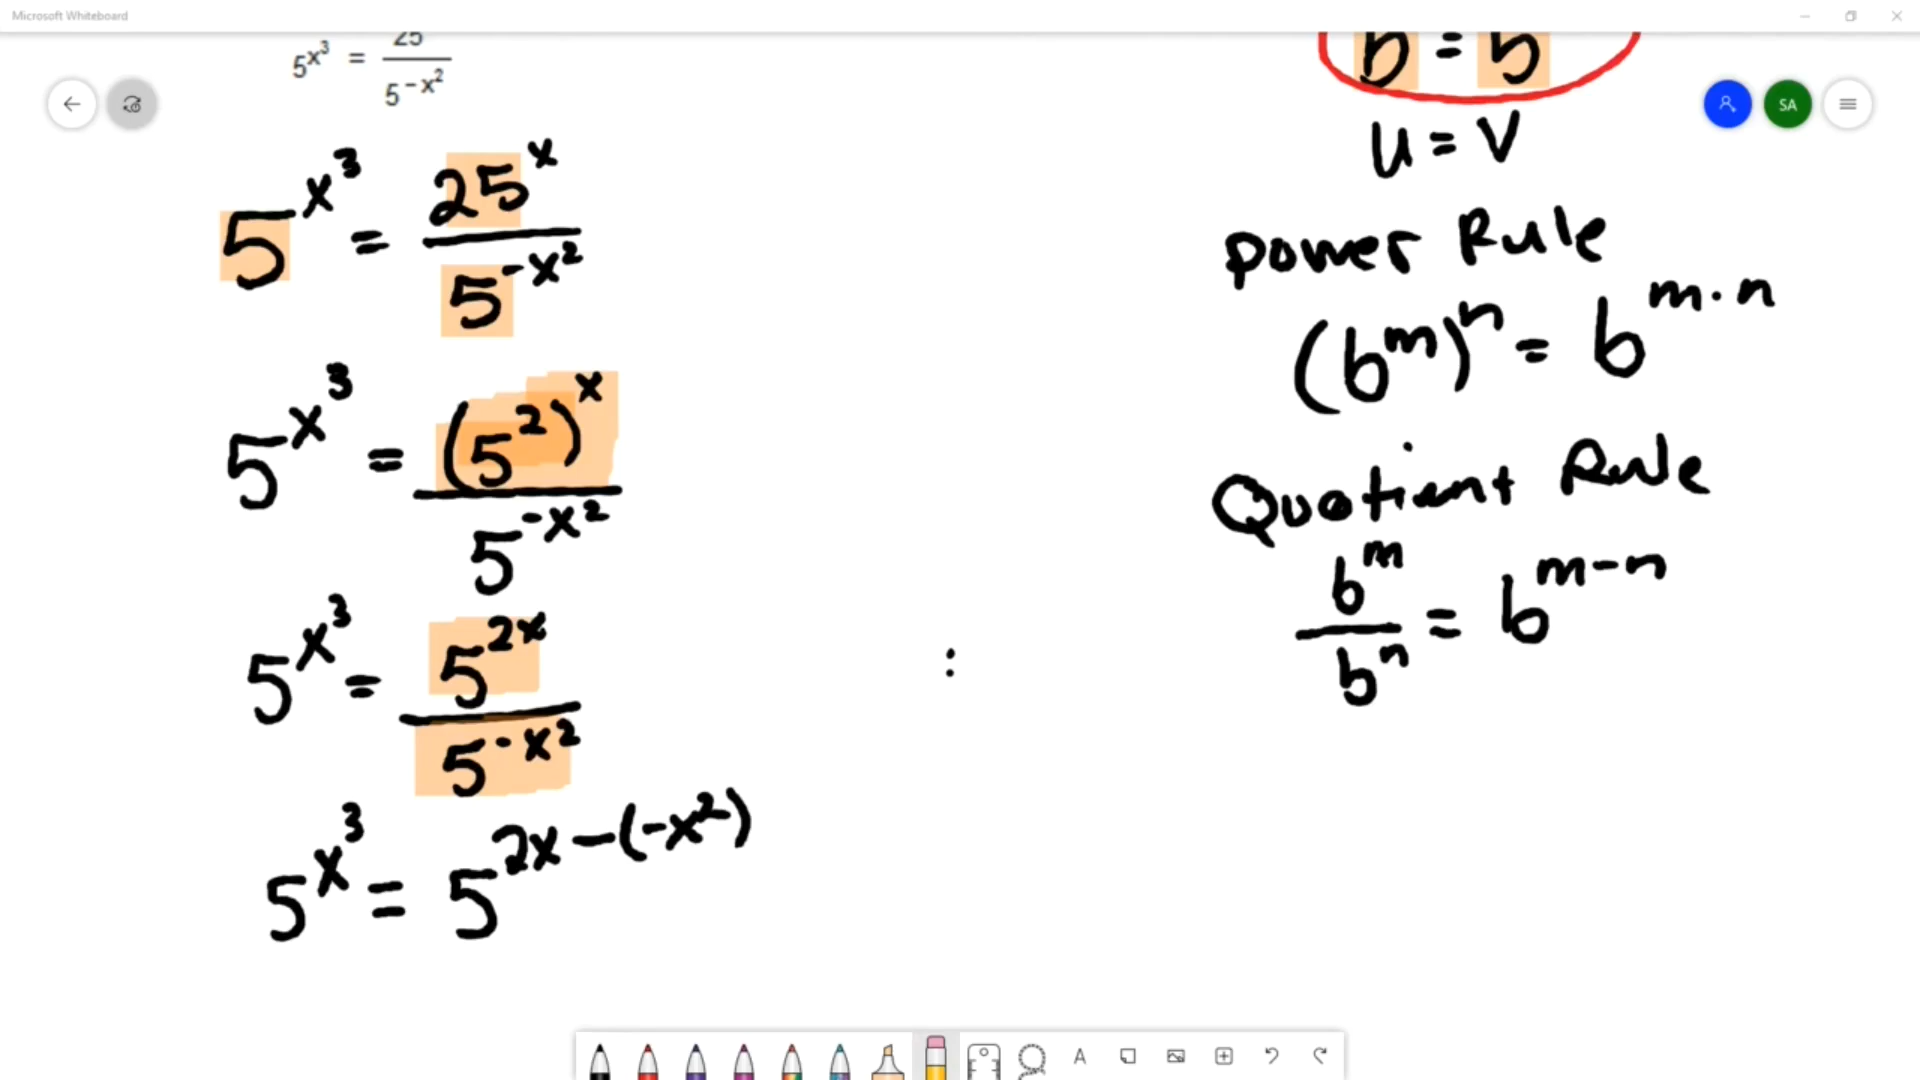 Microsoft Whiteboard
5^x^3 = 25 / 5^-x^2
b = b
SA
u = v
5^x^3 = 25^x / 5^-x^2
Power Rule
(b^m)^n = b^m·n
5^x^3 = (5^2)^x / 5^-x^2
Quotient Rule
b^m / b^n = b^m-n
5^x^3 = 5^2x / 5^-x^2
:
5^x^3 = 5^2x-(-x^2)
A